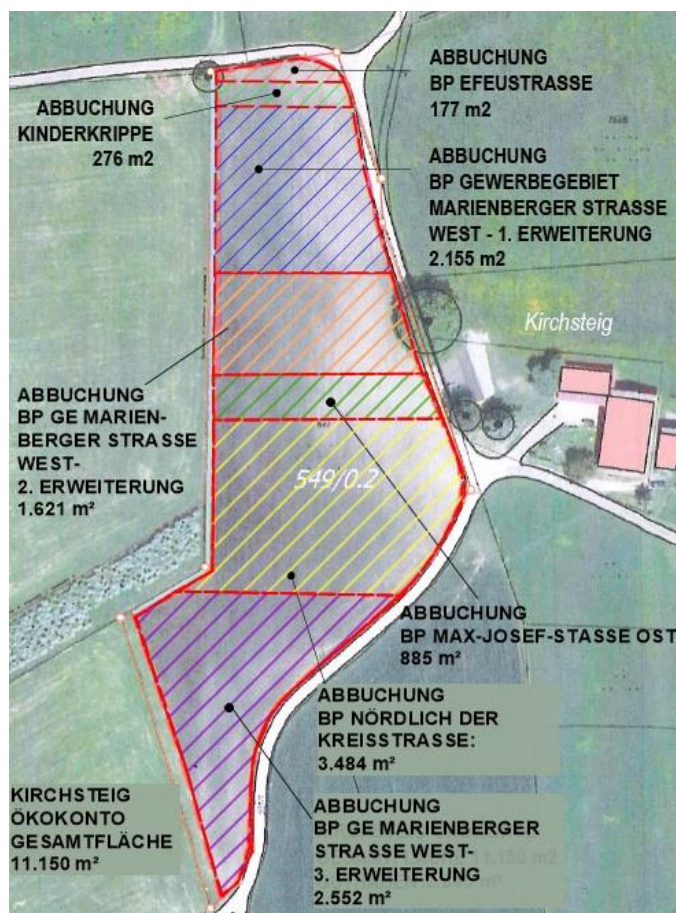 ABBUCHUNG
BP EFEUSTRASSE
177 m2
ABBUCHUNG
KINDERKRIPPE
276 m2
ABBUCHUNG
BP GEWERBEGEBIET
MARIENBERGER STRASSE
WEST - 1. ERWEITERUNG
2.155 m2
Kirchsteig
ABBUCHUNG
BP GE MARIEN-
BERGER STRASSE
WEST-
2. ERWEITERUNG
1.621 m²
549/0.2
ABBUCHUNG
BP MAX-JOSEF-STASSE OST
885 m²
ABBUCHUNG
BP NÖRDLICH DER
KREISSTRASSE:
3.484 m²
KIRCHSTEIG
ÖKOKONTO
GESAMTFLÄCHE
11.150 m²
ABBUCHUNG
BP GE MARIENBERGER
STRASSE WEST-
3. ERWEITERUNG
2.552 m²